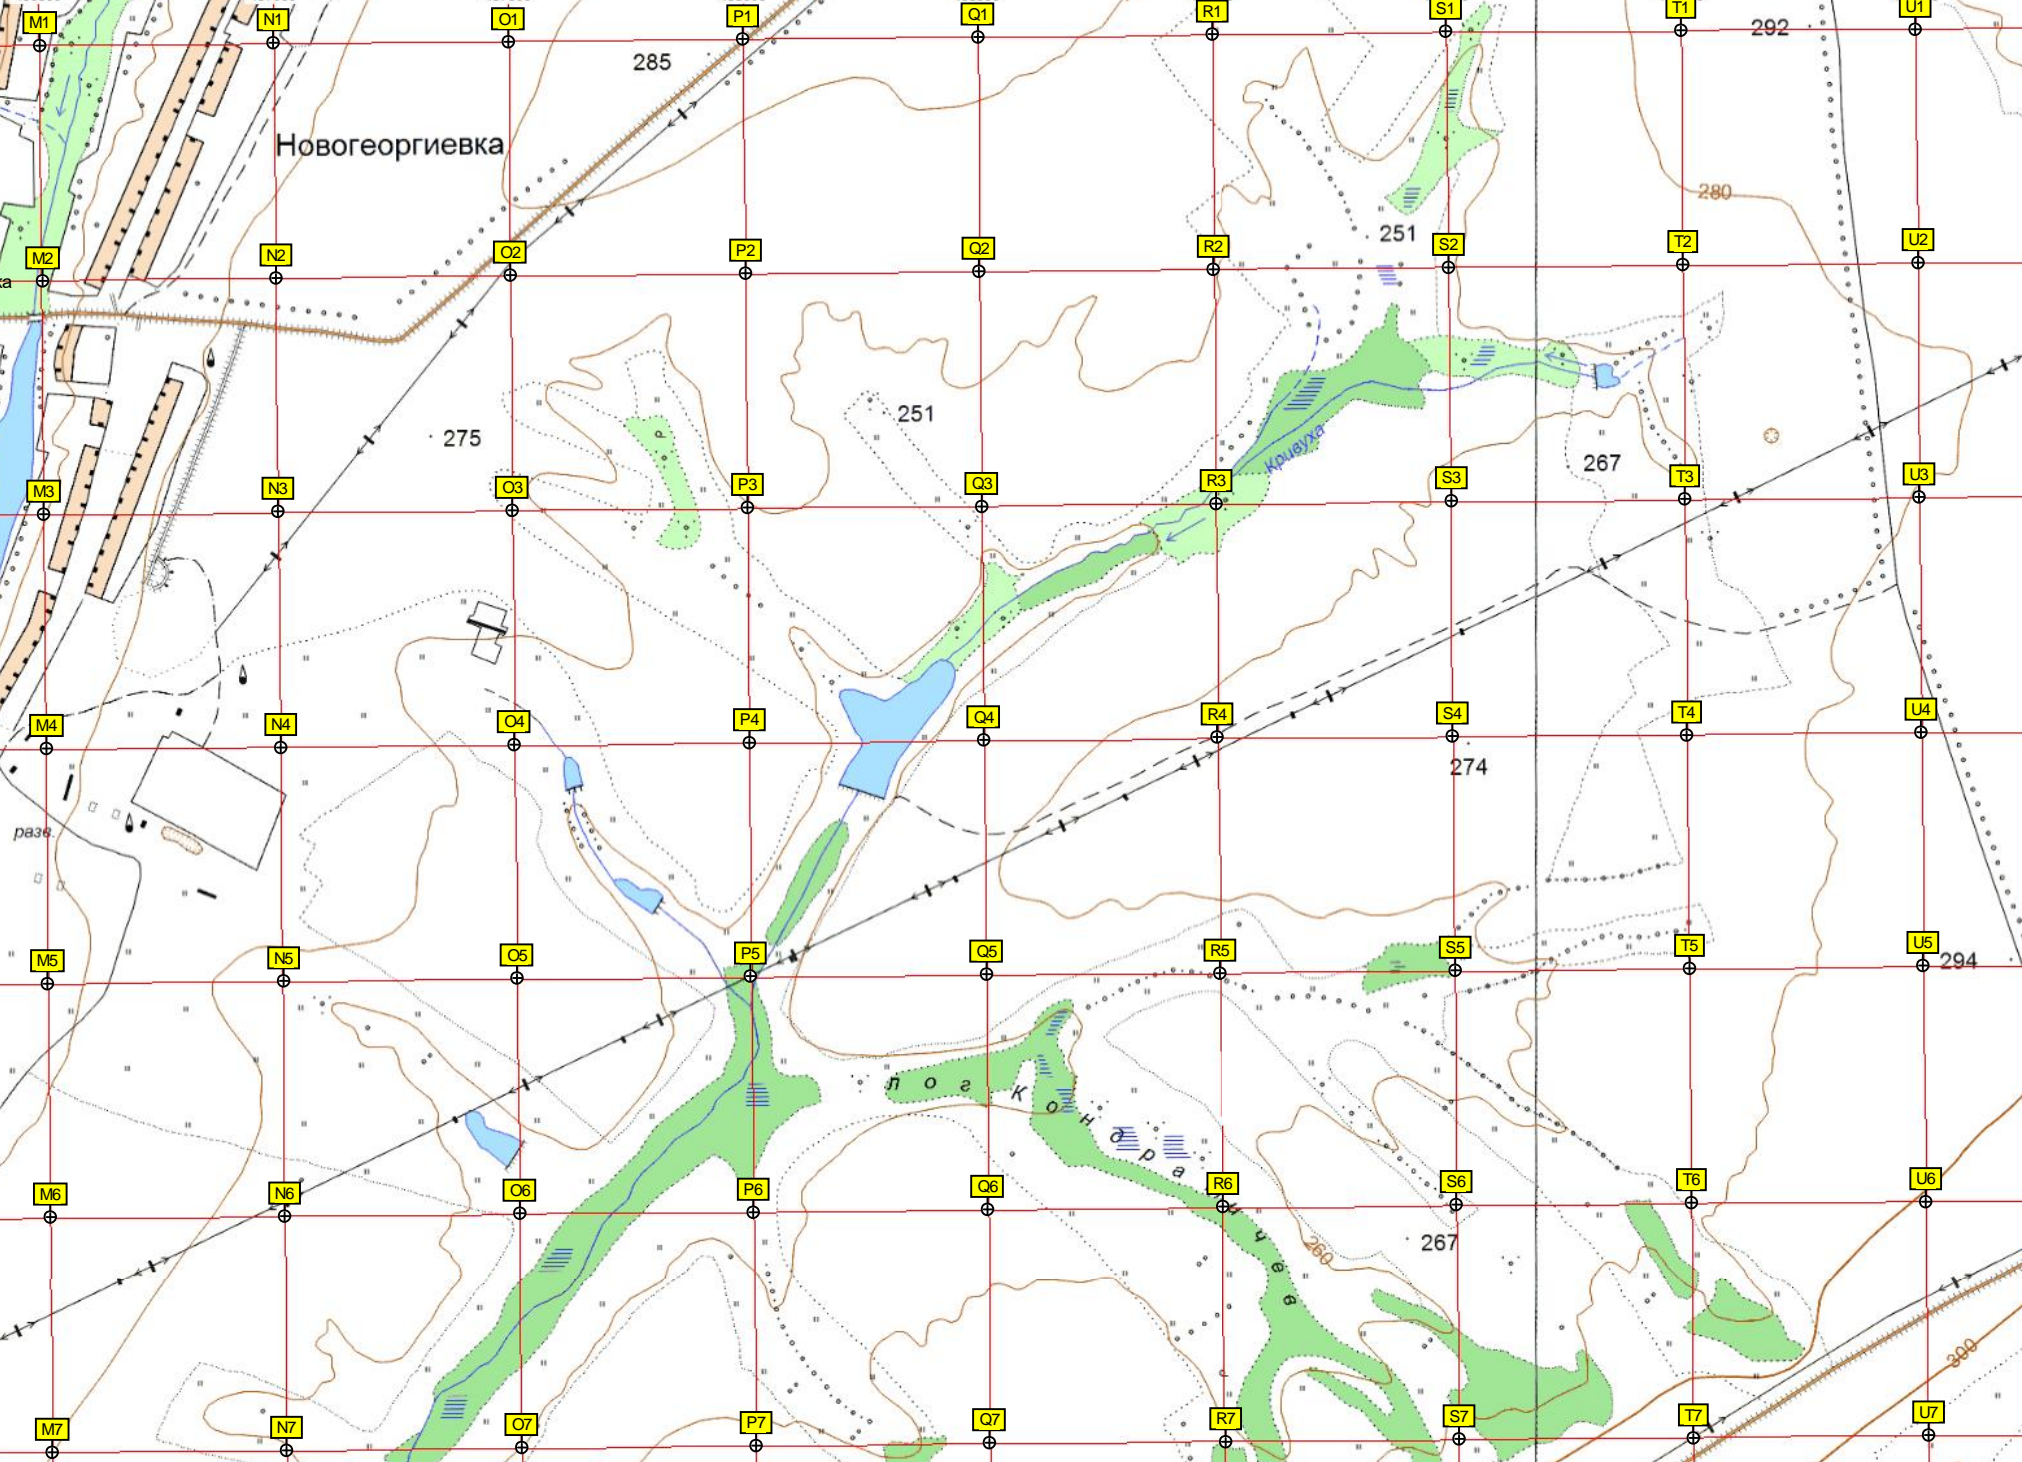 M1 N1 O1 P1 Q1 R1 S1 T1 U1
292
285
Новогеоргиевка
280
251
M2 N2 O2 P2 Q2 R2 S2 T2 U2
ка
251
275
Кривуха
267
M3 N3 O3 P3 Q3 R3 S3 T3 U3
M4 N4 O4 P4 Q4 R4 S4 T4 U4
274
разв.
M5 N5 O5 P5 Q5 R5 S5 T5 U5
294
лог Кондраичев
M6 N6 O6 P6 Q6 R6 S6 T6 U6
260
267
300
M7 N7 O7 P7 Q7 R7 S7 T7 U7